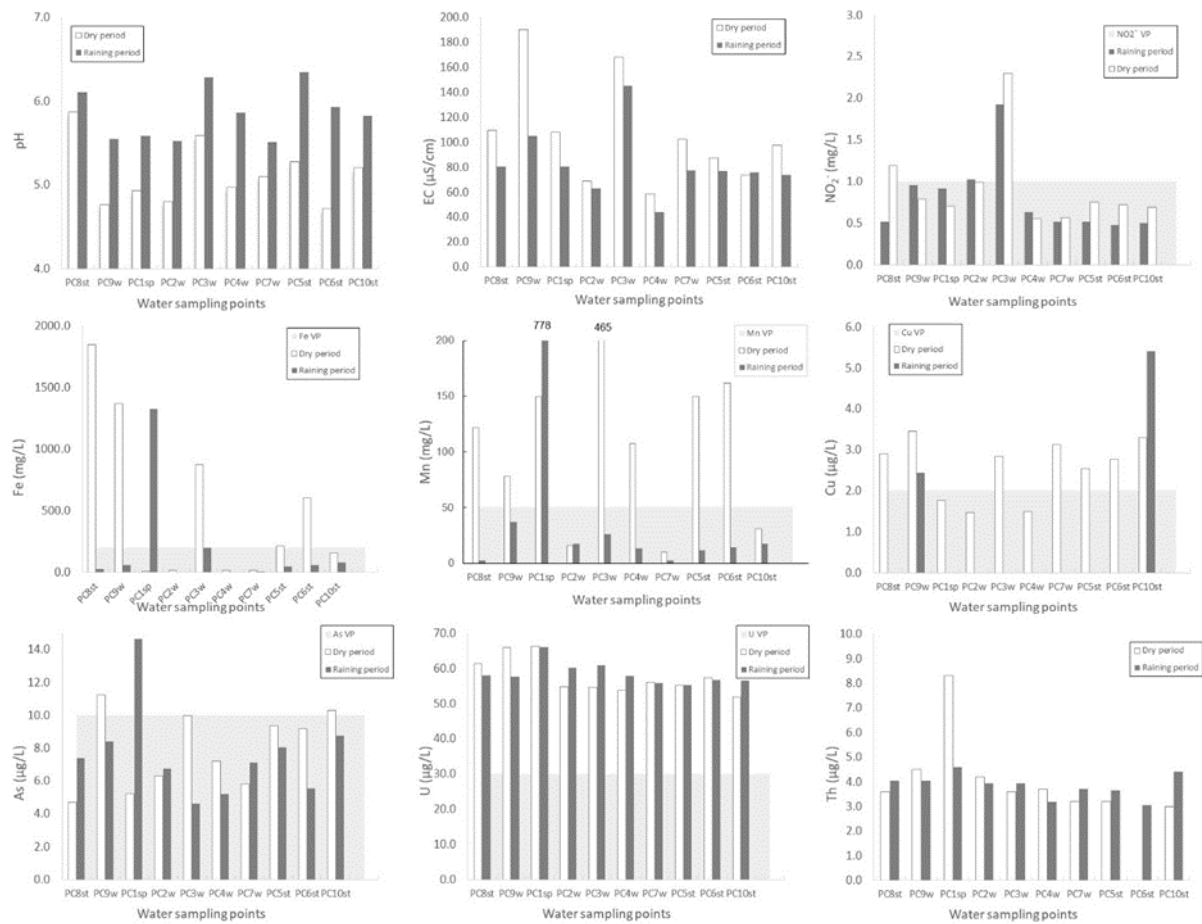 7.0
6.0
5.0
4.0
pH
Dry period
Raining period
PC8st PC9w PC1sp PC2w PC3w PC4w PC7w PC5st PC6st PC10st
Water sampling points
200.0
180.0
160.0
140.0
120.0
100.0
80.0
60.0
40.0
20.0
0.0
EC (µS/cm)
Dry period
Raining period
PC8st PC9w PC1sp PC2w PC3w PC4w PC7w PC5st PC6st PC10st
Water sampling points
3.0
2.5
2.0
1.5
1.0
0.5
0.0
NO₂⁻ (mg/L)
NO2⁻ VP
Raining period
Dry period
PC8st PC9w PC1sp PC2w PC3w PC4w PC7w PC5st PC6st PC10st
Water sampling points
2000.0
1500.0
1000.0
500.0
0.0
Fe (mg/L)
Fe VP
Dry period
Raining period
PC8st PC9w PC1sp PC2w PC3w PC4w PC7w PC5st PC6st PC10st
Water sampling points
778 465
200
150
100
50
0
Mn (mg/L)
Mn VP
Dry period
Raining period
PC8st PC9w PC1sp PC2w PC3w PC4w PC7w PC5st PC6st PC10st
Water sampling points
6.0
5.0
4.0
3.0
2.0
1.0
0.0
Cu (µg/L)
Cu VP
Dry period
Raining period
PC8st PC9w PC1sp PC2w PC3w PC4w PC7w PC5st PC6st PC10st
Water sampling points
14.0
12.0
10.0
8.0
6.0
4.0
2.0
0.0
As (µg/L)
As VP
Dry period
Raining period
PC8st PC9w PC1sp PC2w PC3w PC4w PC7w PC5st PC6st PC10st
Water sampling points
70.0
60.0
50.0
40.0
30.0
20.0
10.0
0.0
U (µg/L)
U VP
Dry period
Raining period
PC8st PC9w PC1sp PC2w PC3w PC4w PC7w PC5st PC6st PC10st
Water sampling points
10.0
9.0
8.0
7.0
6.0
5.0
4.0
3.0
2.0
1.0
0.0
Th (µg/L)
Dry period
Raining period
PC8st PC9w PC1sp PC2w PC3w PC4w PC7w PC5st PC6st PC10st
Water sampling points